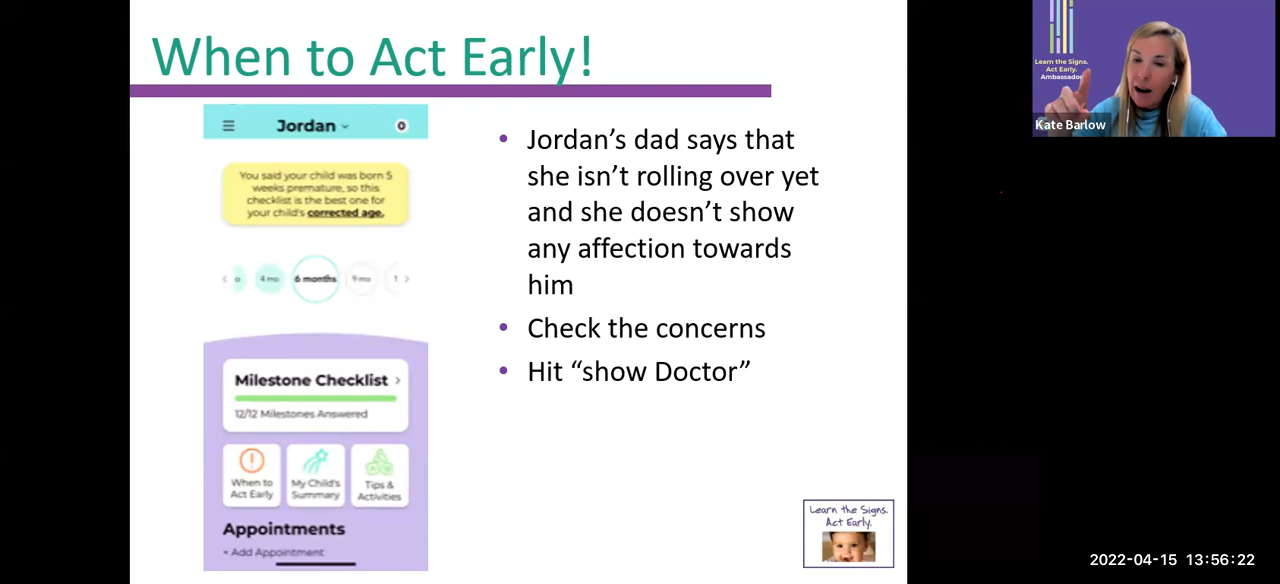 When to Act Early!
Jordan
You said your child was born 5
weeks premature, so this
checklist is the best one for
your child's corrected age.
4 mo
6 months
9 mo
Milestone Checklist
12/12 Milestones Answered
When to
Act Early
My Child's
Summary
Tips &
Activities
Appointments
+ Add Appointment
• Jordan’s dad says that
she isn’t rolling over yet
and she doesn’t show
any affection towards
him
• Check the concerns
• Hit “show Doctor”
Learn the Signs.
Act Early.
Learn the Signs.
Act Early.
Ambassador
Kate Barlow
2022-04-15 13:56:22